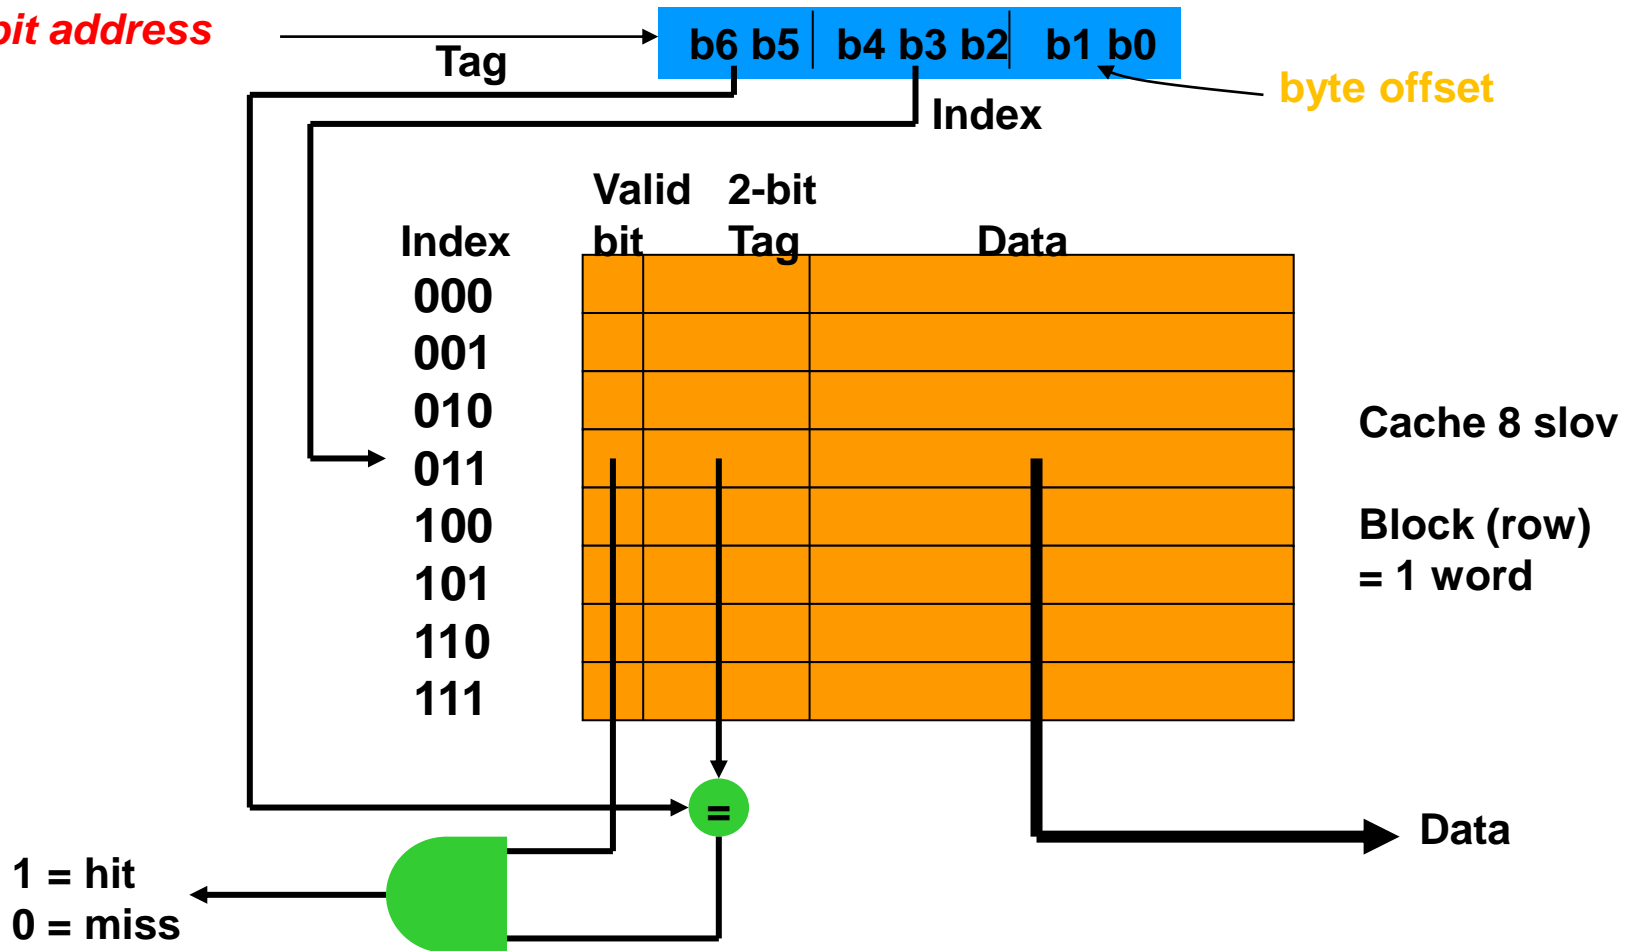 bit address
Tag
b6 b5 b4 b3 b2 b1 b0
byte offset
Index
Valid 2-bit
Index bit Tag Data
000
001
010
011
100
101
110
111
Cache 8 slov
Block (row)
= 1 word
=
Data
1 = hit
0 = miss